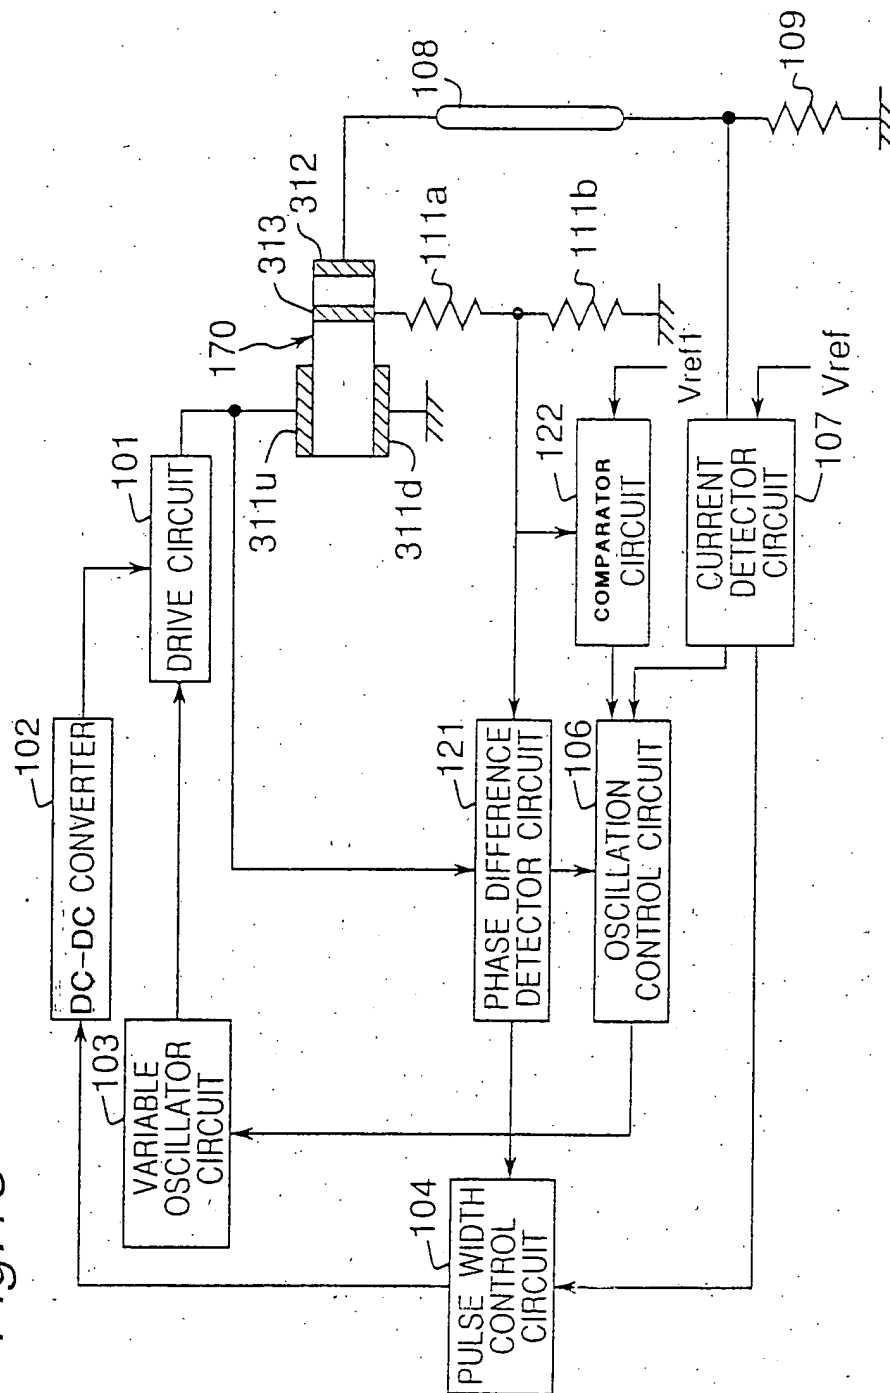 102
DC-DC CONVERTER
103
VARIABLE
OSCILLATOR
CIRCUIT
101
DRIVE CIRCUIT
311u
311d
170
313
312
108
111a
111b
109
104
PULSE WIDTH
CONTROL
CIRCUIT
121
PHASE DIFFERENCE
DETECTOR CIRCUIT
106
OSCILLATION
CONTROL CIRCUIT
122
COMPARATOR
CIRCUIT
Vref1
CURRENT
DETECTOR
CIRCUIT
107
Vref